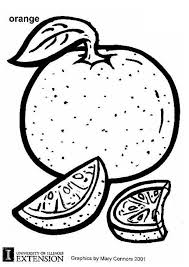 orange
I
UNIVERSITY OF ILLINOIS
EXTENSION
Graphics by Mary Connors 2001